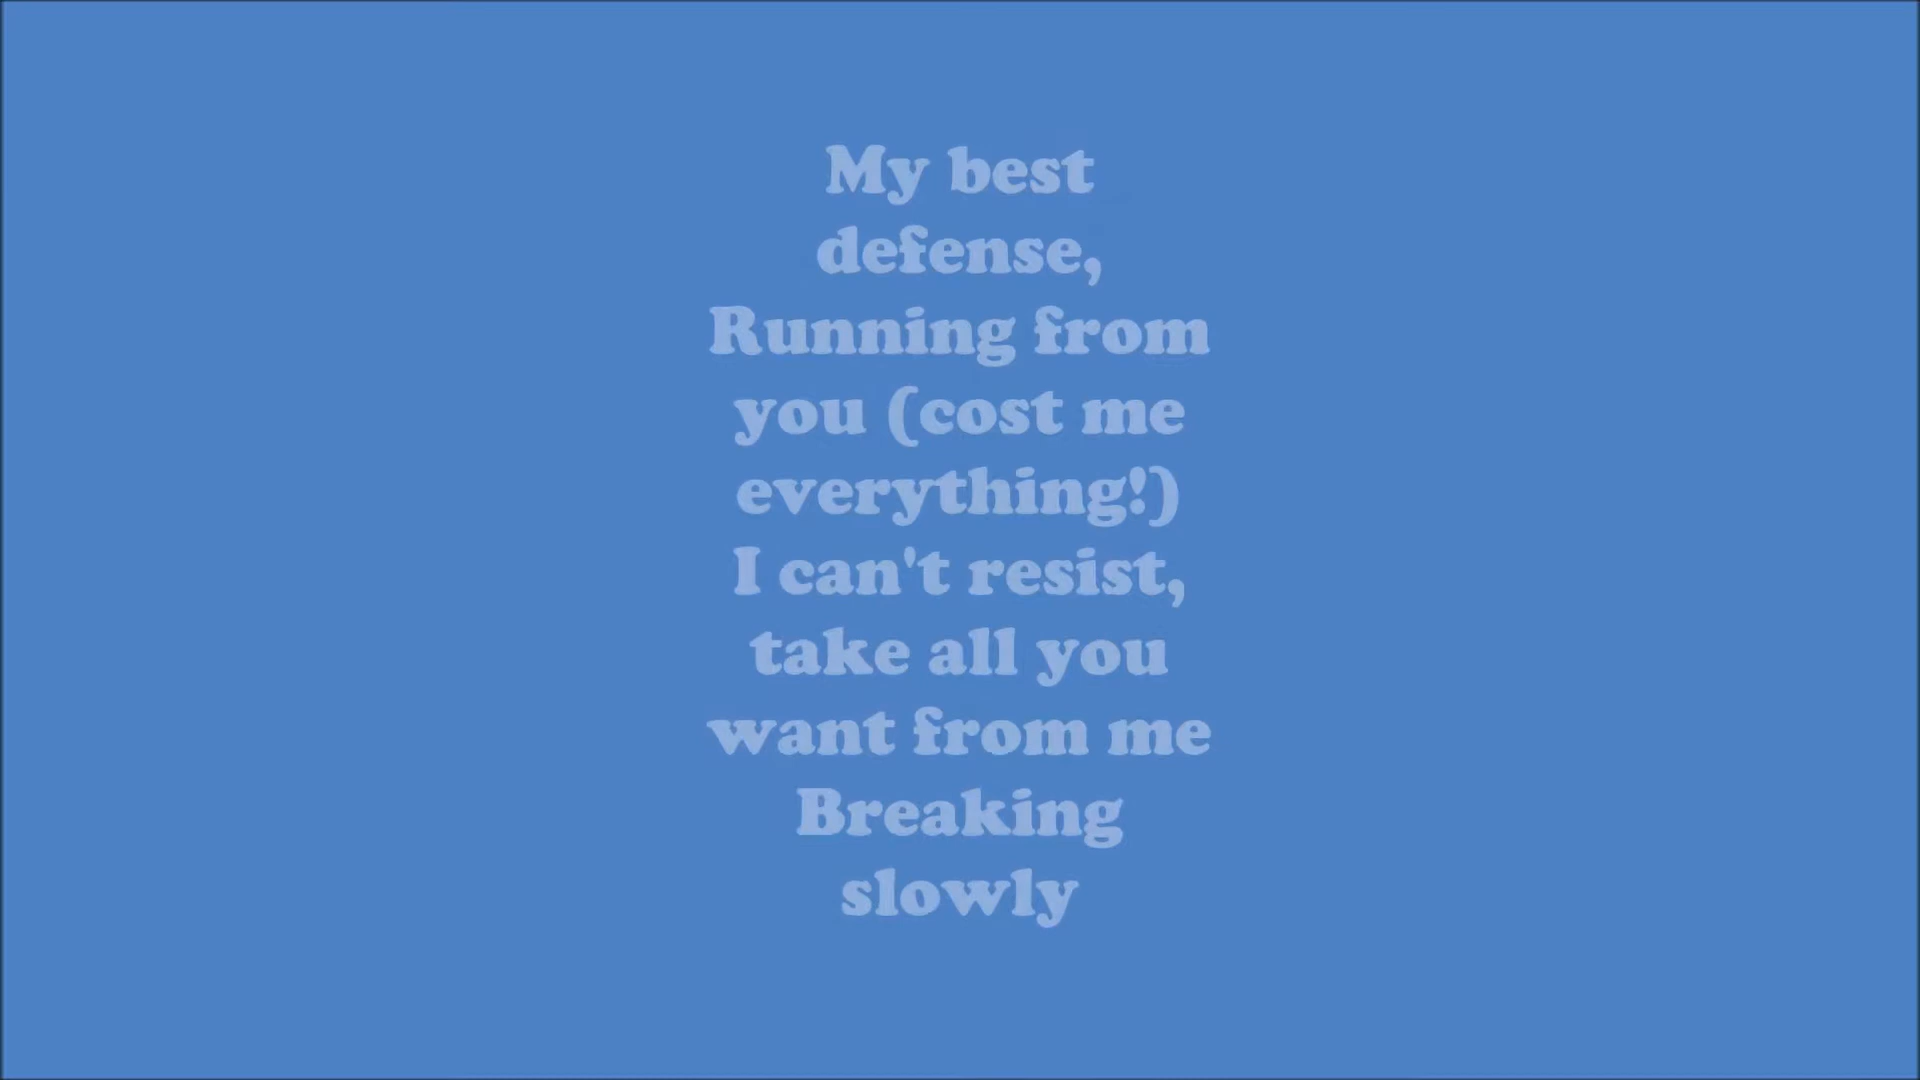 My best
defense,
Running from
you (cost me
everything!)
I can't resist,
take all you
want from me
Breaking
slowly